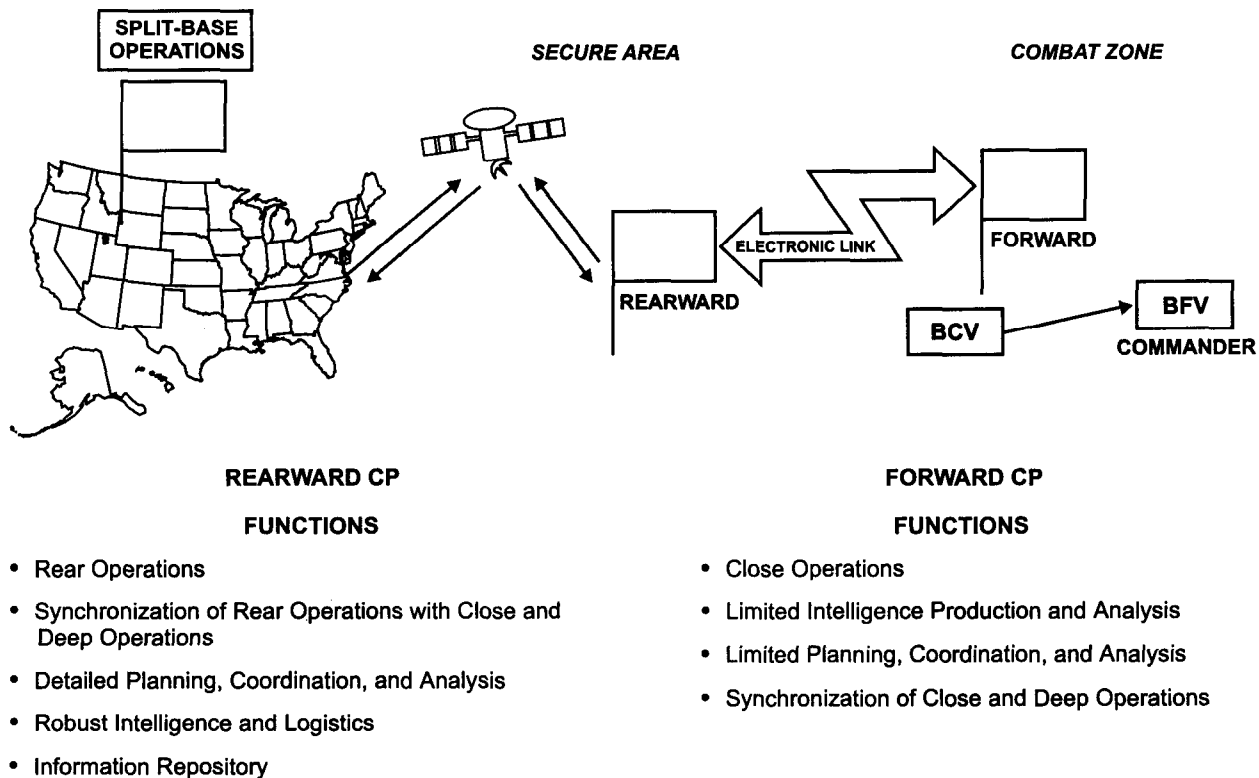 SPLIT-BASE
OPERATIONS
SECURE AREA
COMBAT ZONE
ELECTRONIC LINK
REARWARD
FORWARD
BCV
BFV
COMMANDER
REARWARD CP
FUNCTIONS
• Rear Operations
• Synchronization of Rear Operations with Close and
Deep Operations
• Detailed Planning, Coordination, and Analysis
• Robust Intelligence and Logistics
• Information Repository
FORWARD CP
FUNCTIONS
• Close Operations
• Limited Intelligence Production and Analysis
• Limited Planning, Coordination, and Analysis
• Synchronization of Close and Deep Operations